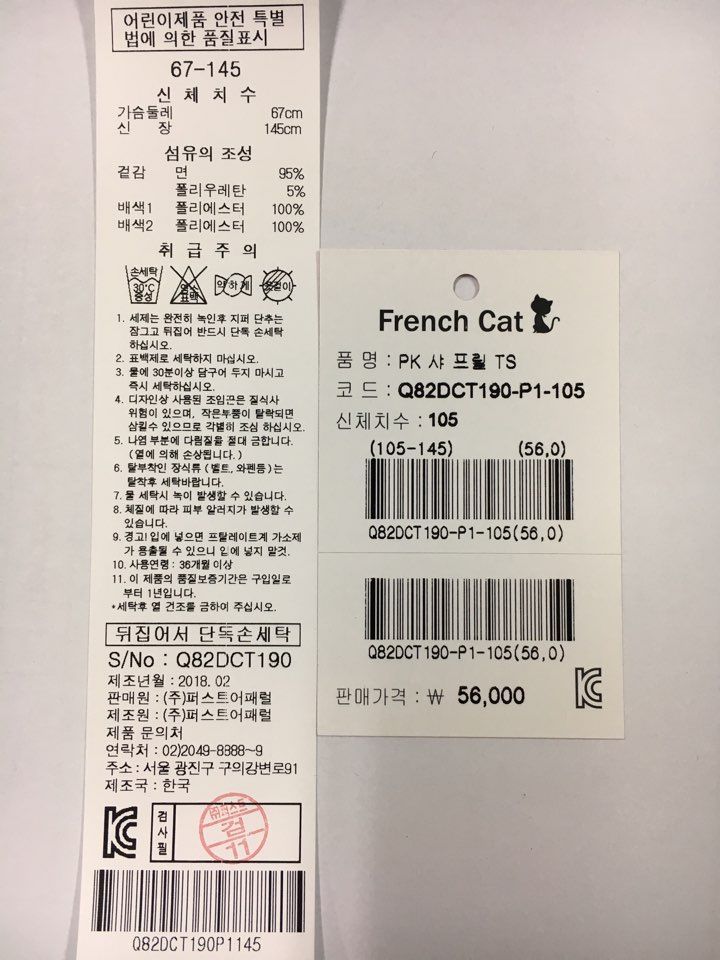 어린이제품 안전 특별
법에 의한 품질표시
67-145
신 체 치 수
가슴둘레 67cm
신 장 145cm
섬유의 조성
겉감 면 95%
폴리우레탄 5%
배색1 폴리에스터 100%
배색2 폴리에스터 100%
취 급 주 의
손세탁 30℃ 중성 염소 표백 약하게 옷걸이
1. 세제는 완전히 녹인후 지퍼 단추는
잠그고 뒤집어 반드시 단독 손세탁
하십시오.
2. 표백제로 세탁하지 마십시오.
3. 물에 30분이상 담구어 두지 마시고
즉시 세탁하십시오.
4. 디자인상 사용된 조임끈은 질식사
위험이 있으며, 작은부품이 탈락되면
삼킬수 있으므로 각별히 조심 하십시오.
5. 나염 부분에 다림질을 절대 금합니다.
(열에 의해 손상됩니다.)
6. 탈부착인 장식류 (벨트, 와펜등)는
탈착후 세탁바랍니다.
7. 물 세탁시 녹이 발생할 수 있습니다.
8. 체질에 따라 피부 알러지가 발생할 수
있습니다.
9. 경고! 입에 넣으면 프탈레이트계 가소제
가 용출될 수 있으니 입에 넣지 말것.
10. 사용연령 : 36개월 이상
11. 이 제품의 품질보증기간은 구입일로
부터 1년입니다.
*세탁후 열 건조를 금하여 주십시오.
뒤집어서 단독손세탁
S/No : Q82DCT190
제조년월 : 2018. 02
판매원 : (주)퍼스트어패럴
제조원 : (주)퍼스트어패럴
제품 문의처
연락처 : 02)2049-8888~9
주소 : 서울 광진구 구의강변로91
제조국 : 한국
검사필
(주)퍼스트
검
11
Q82DCT190P1145
French Cat
품 명 : PK 샤 프릴 TS
코 드 : Q82DCT190-P1-105
신체치수 : 105
(105-145) (56,0)
Q82DCT190-P1-105(56,0)
Q82DCT190-P1-105(56,0)
판매가격 : ₩ 56,000